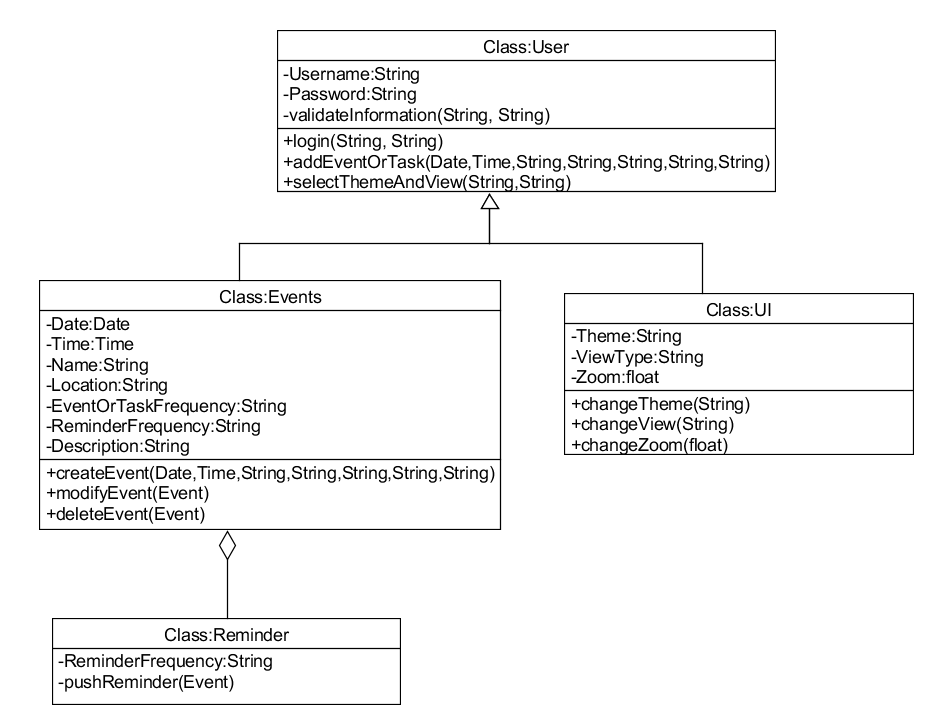 Class:User
-Username:String
-Password:String
-validateInformation(String, String)
+login(String, String)
+addEventOrTask(Date,Time,String,String,String,String,String)
+selectThemeAndView(String,String)
Class:Events
-Date:Date
-Time:Time
-Name:String
-Location:String
-EventOrTaskFrequency:String
-ReminderFrequency:String
-Description:String
+createEvent(Date,Time,String,String,String,String,String)
+modifyEvent(Event)
+deleteEvent(Event)
Class:UI
-Theme:String
-ViewType:String
-Zoom:float
+changeTheme(String)
+changeView(String)
+changeZoom(float)
Class:Reminder
-ReminderFrequency:String
-pushReminder(Event)